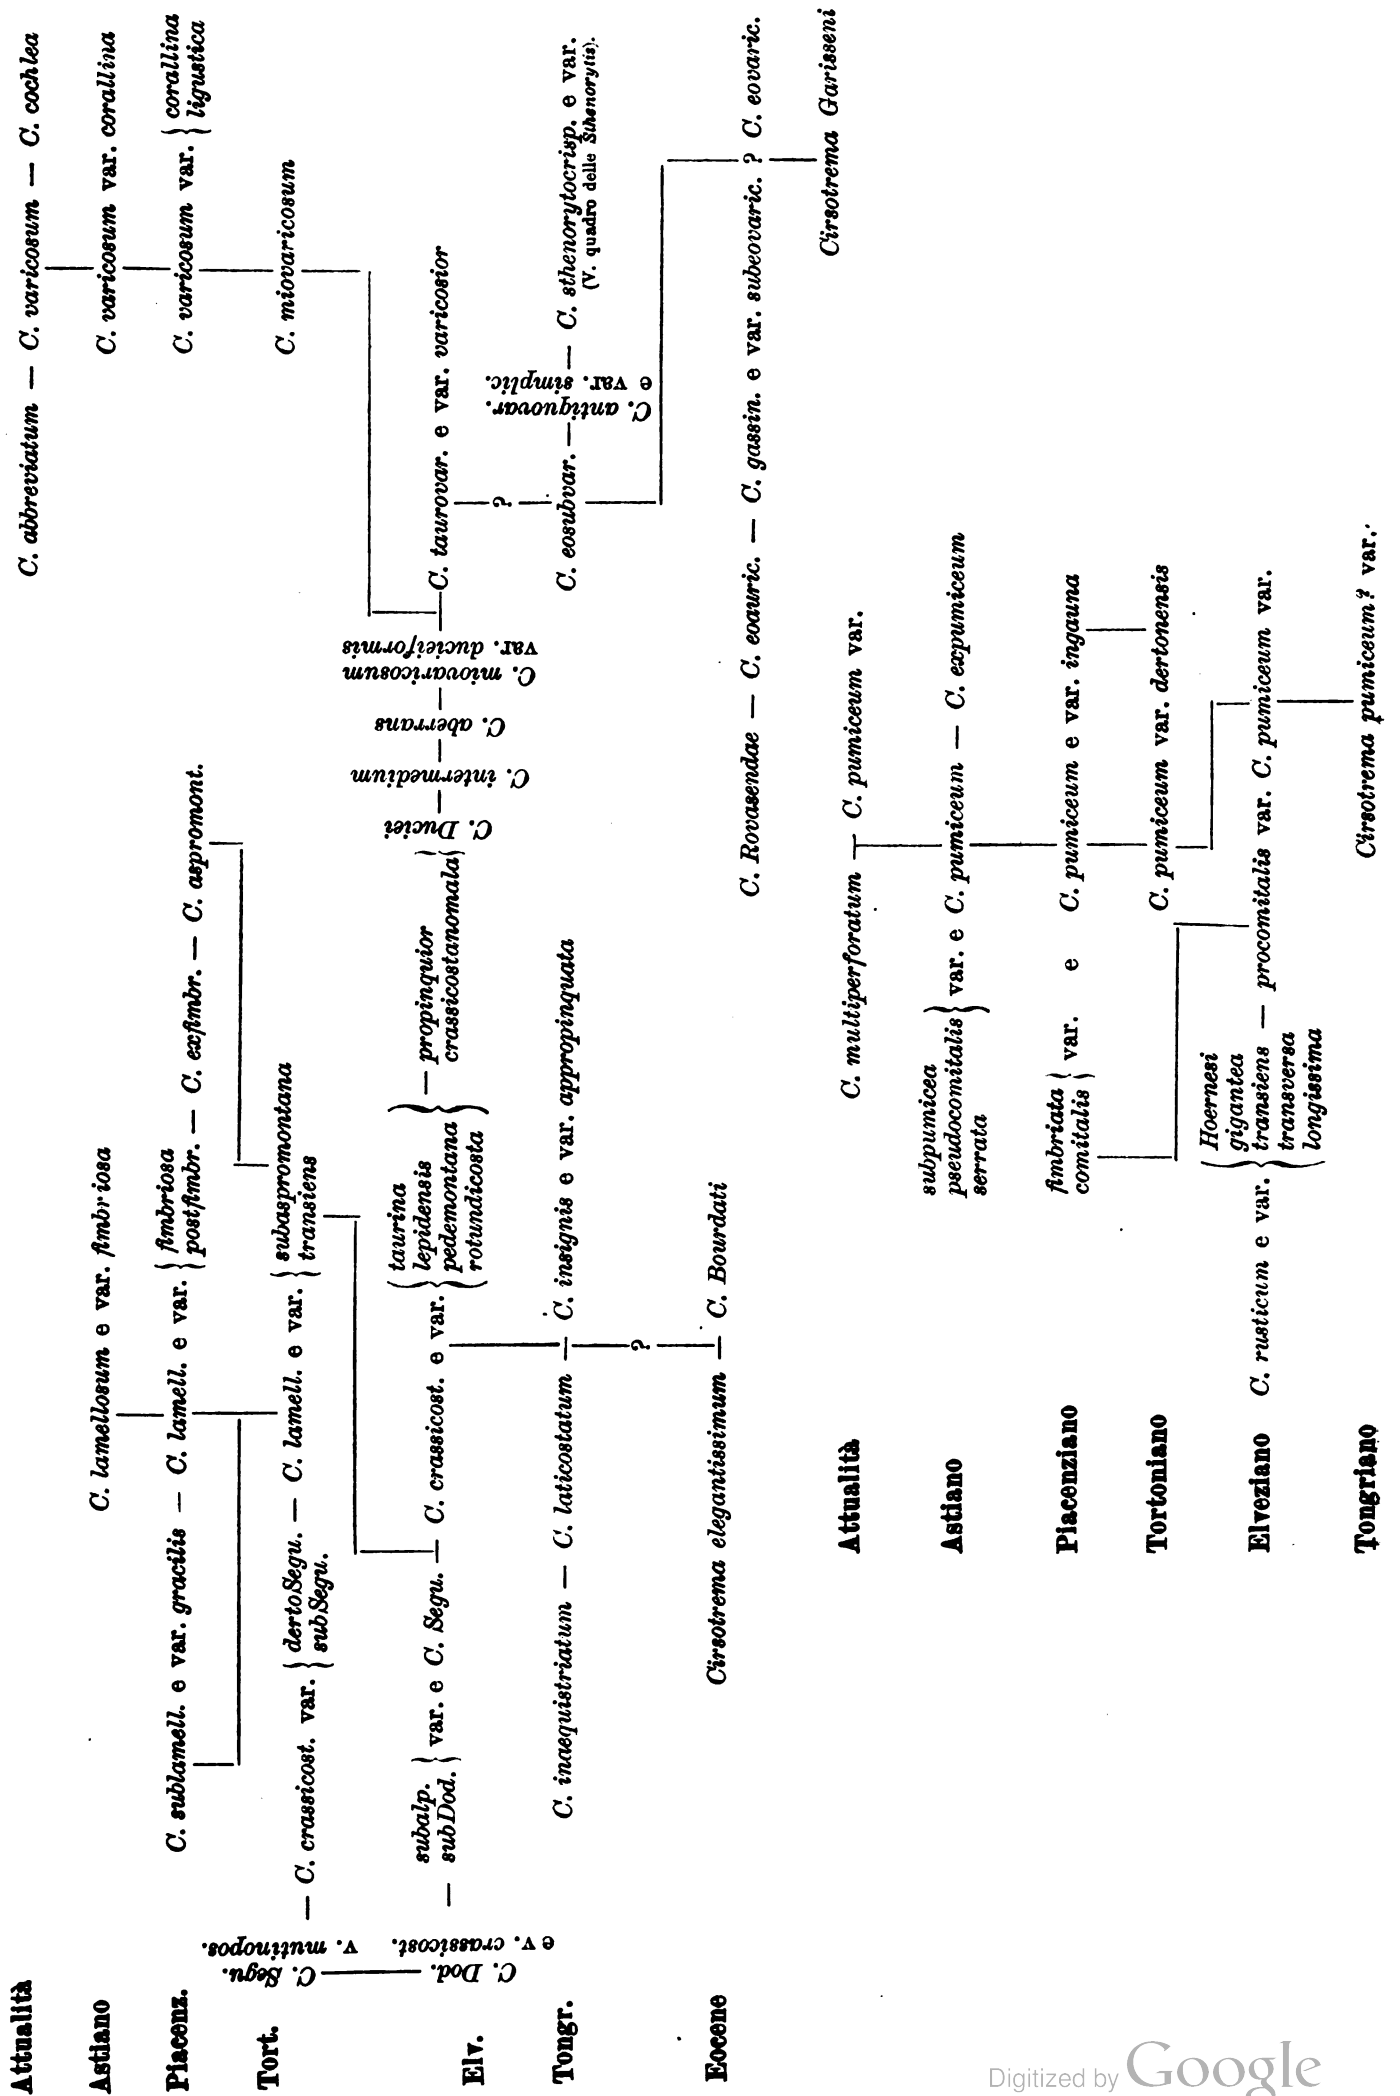 Attualità
C. abbreviatum — C. varicosum — C. cochlea
Astiano
C. lamellosum e var. fimbriosa
C. varicosum var. corallina
Piacenz.
C. sublamell. e var. gracilis — C. lamell. e var. { fimbriosa
postfimbr. — C. exfimbr. — C. aspromont.
C. varicosum var. { corallina
ligustica
Tort.
C. Segu.
v. mutinopos.
— C. crassicost. var. { dertoSegu.
subSegu.
— C. lamell. e var. { subaspromontana
transiens
C. miovaricosum
Elv.
C. Dod.
e v. crassicost.
— subalp.
subDod. } var. e C. Segu. — C. crassicost. e var. { taurina
lepidensis
pedemontana
rotundicosta }
— propinquior
crassicostanomala }
C. Duciei
— C. intermedium
— C. aberrans
— C. miovaricosum
var. ducieiformis
— C. taurovar. e var. varicosior
?
Tongr.
C. inaequistriatum — C. laticostatum — C. insignis e var. appropinquata
C. eosubvar. —
C. antiquovar.
e var. simplic.
— C. sthenorytocrisp. e var.
(V. quadro delle Sthenorytis).
?
Eocene
Cirsotrema elegantissimum — C. Bourdati
C. Rovasendae — C. eoauric. — C. gassin. e var. subeovaric. ? C. eovaric.
Cirsotrema Garisseni
Attualità
C. multiperforatum — C. pumiceum var.
Astiano
subpumicea
pseudocomitalis } var. e C. pumiceum — C. expumiceum
serrata
Piacenziano
fimbriata
comitalis } var. e C. pumiceum e var. ingauna
Tortoniano
C. pumiceum var. dertonensis
Elveziano
C. rusticum e var. { Hoernesi
gigantea
transiens — procomitalis var. C. pumiceum var.
transversa
longissima
Tongriano
Cirsotrema pumiceum? var.
Digitized by Google